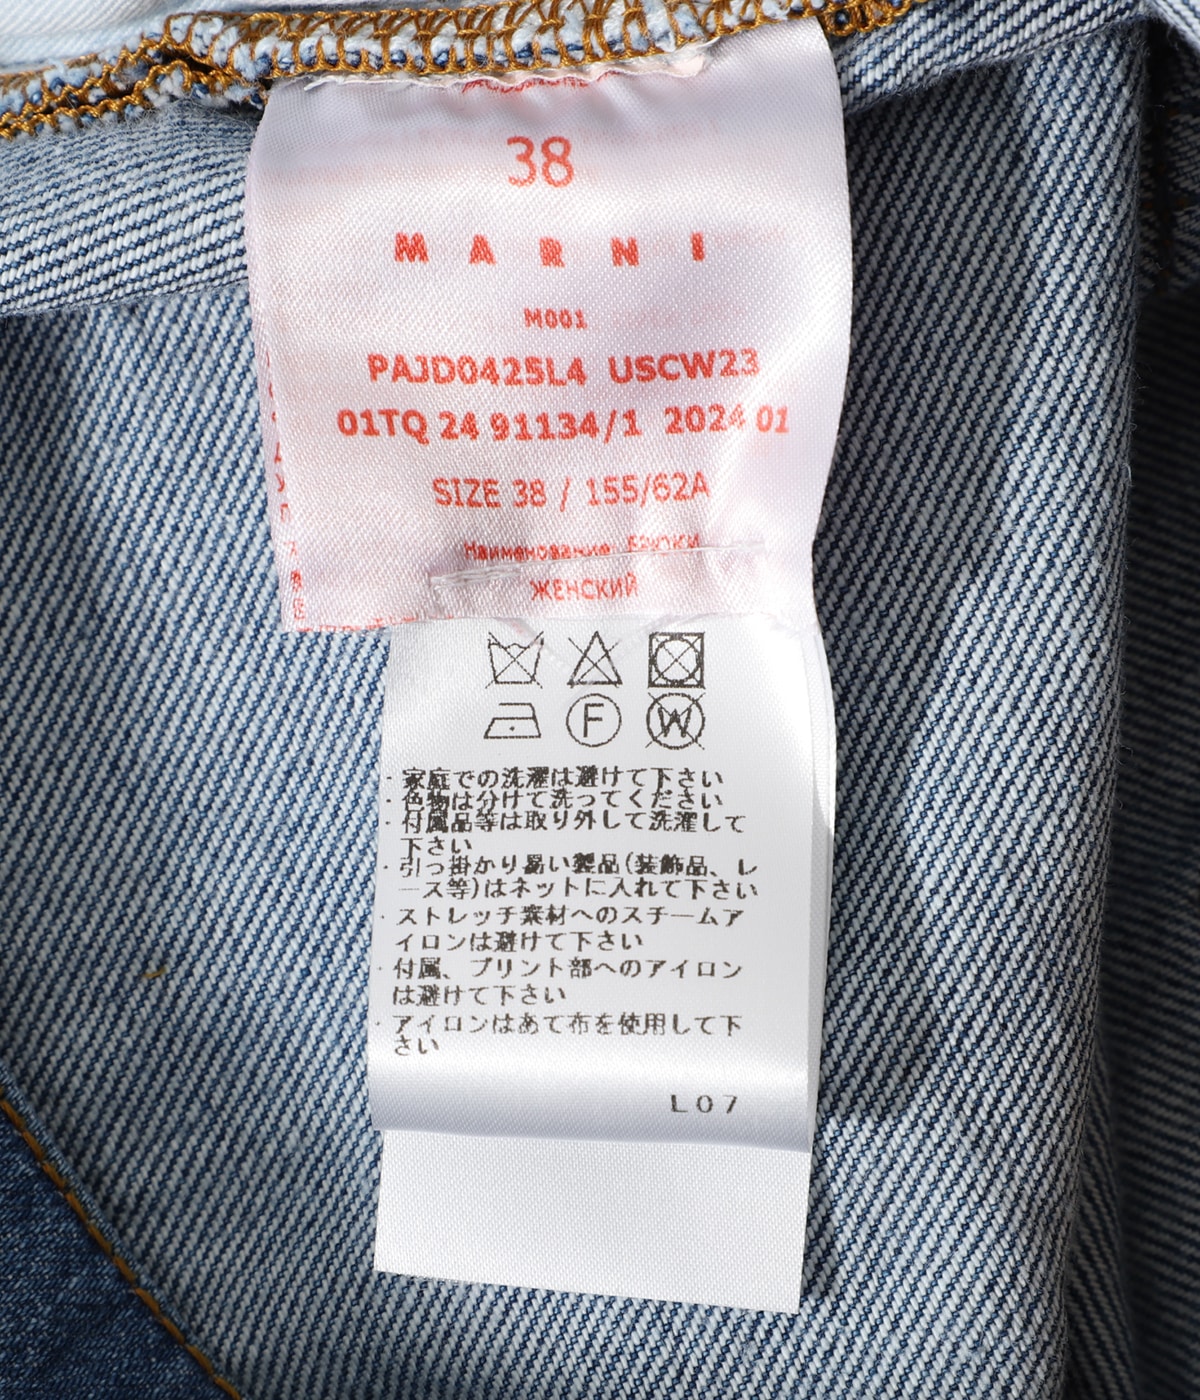 38
MARNI
M001
PAJD0425L4 USCW23
01TQ 24 91134/1 2024 01
SIZE 38 / 155/62A
Наименование: БРЮКИ
ЖЕНСКИЙ
F
W
・家庭での洗濯は避けて下さい
・色物は分けて洗ってください
・付属品等は取り外して洗濯して
下さい
・引っ掛かり易い製品(装飾品、レ
ース等)はネットに入れて下さい
・ストレッチ素材へのスチームア
イロンは避けて下さい
・付属、プリント部へのアイロン
は避けて下さい
・アイロンはあて布を使用して下
さい
L07